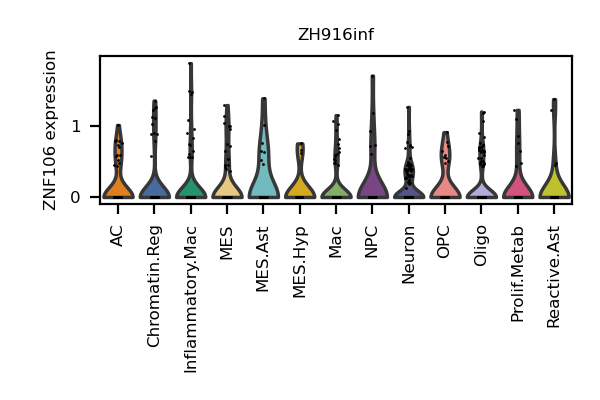 ZH916inf
ZNF106 expression
1
0
AC
Chromatin.Reg
Inflammatory.Mac
MES
MES.Ast
MES.Hyp
Mac
NPC
Neuron
OPC
Oligo
Prolif.Metab
Reactive.Ast